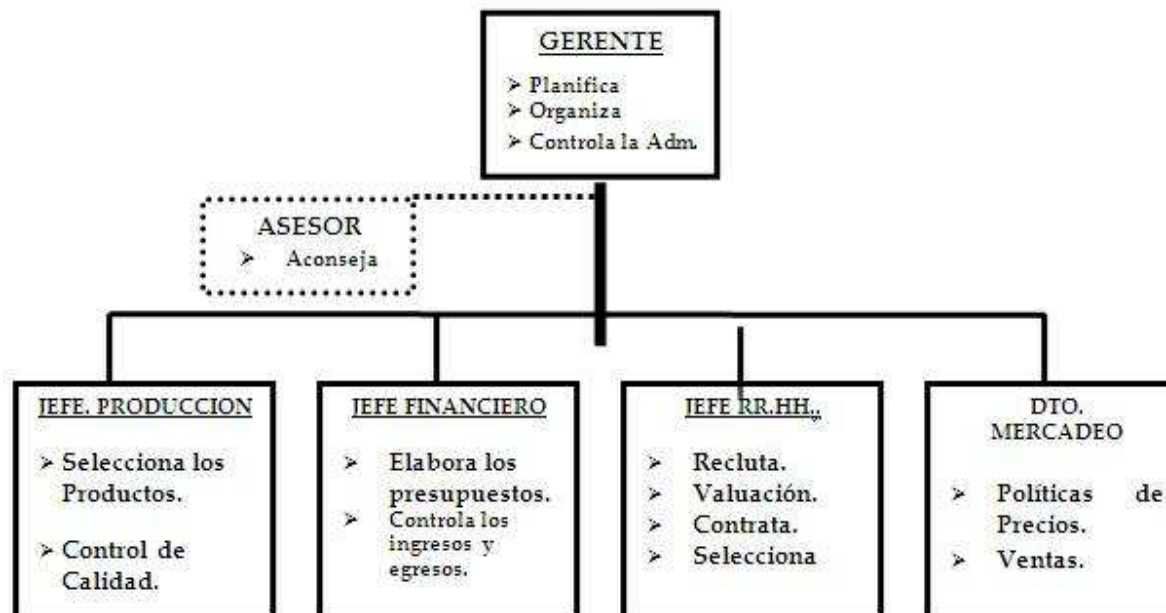 GERENTE
➢ Planifica
➢ Organiza
➢ Controla la Adm.
ASESOR
➢ Aconseja
JEFE. PRODUCCION
➢ Selecciona los
Productos.
➢ Control de
Calidad.
JEFE FINANCIERO
➢ Elabora los
presupuestos.
➢ Controla los
ingresos y
egresos.
JEFE RR.HH.,
➢ Recluta.
➢ Valuación.
➢ Contrata.
➢ Selecciona
DTO.
MERCADEO
➢ Políticas de
Precios.
➢ Ventas.